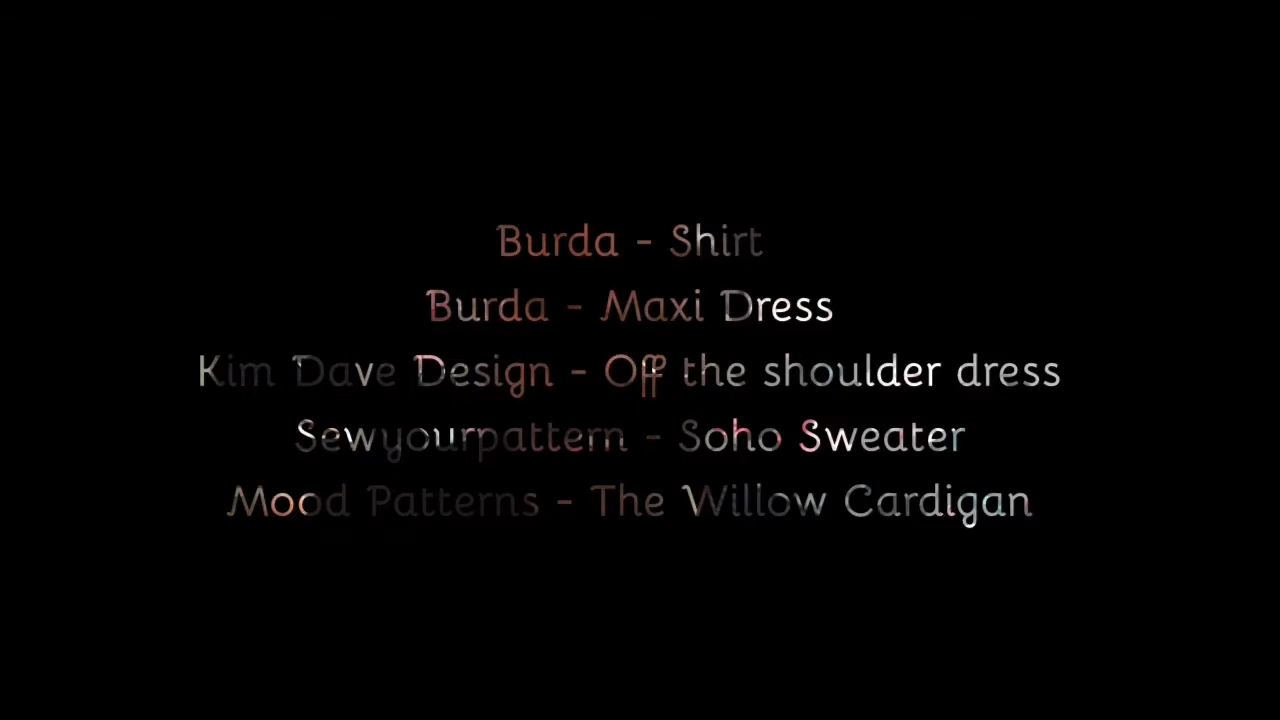 Burda - Shirt
Burda - Maxi Dress
Kim Dave Design - Off the shoulder dress
Sewyourpattern - Soho Sweater
Mood Patterns - The Willow Cardigan